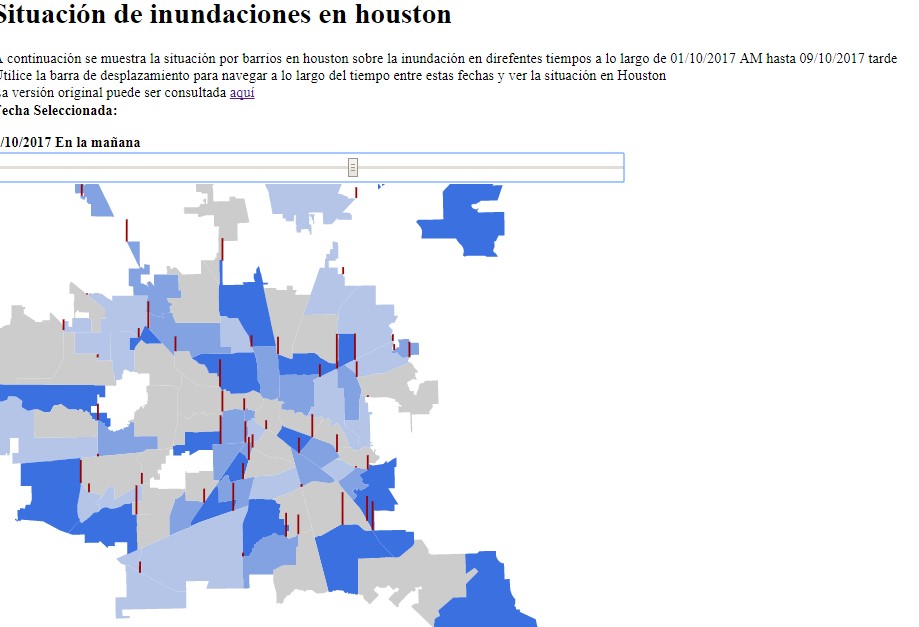 Situación de inundaciones en houston
A continuación se muestra la situación por barrios en houston sobre la inundación en direfentes tiempos a lo largo de 01/10/2017 AM hasta 09/10/2017 tarde
Utilice la barra de desplazamiento para navegar a lo largo del tiempo entre estas fechas y ver la situación en Houston
La versión original puede ser consultada aquí
Fecha Seleccionada:
/10/2017 En la mañana